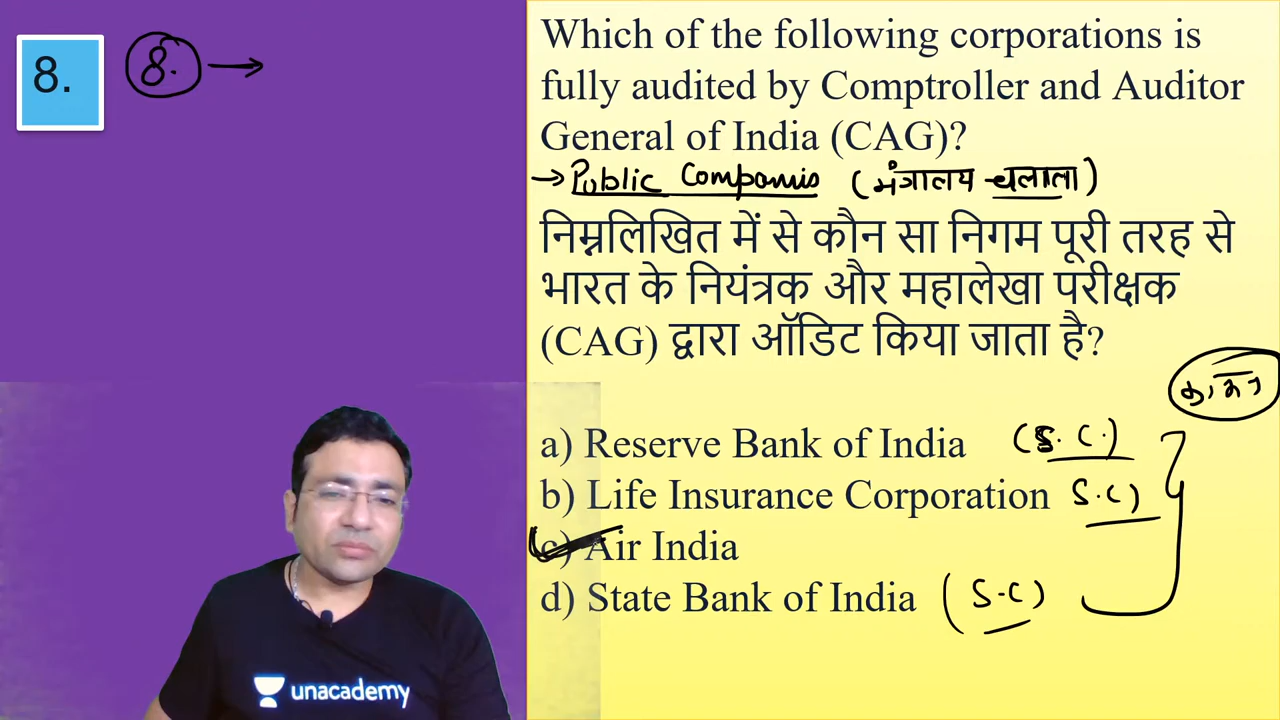 8.
8.
Which of the following corporations is
fully audited by Comptroller and Auditor
General of India (CAG)?
→ Public Companis (मंत्रालय चलाता)
निम्नलिखित में से कौन सा निगम पूरी तरह से
भारत के नियंत्रक और महालेखा परीक्षक
(CAG) द्वारा ऑडिट किया जाता है?
a) Reserve Bank of India (S.C.)
b) Life Insurance Corporation S.C)
c) Air India
d) State Bank of India (S.C)
unacademy